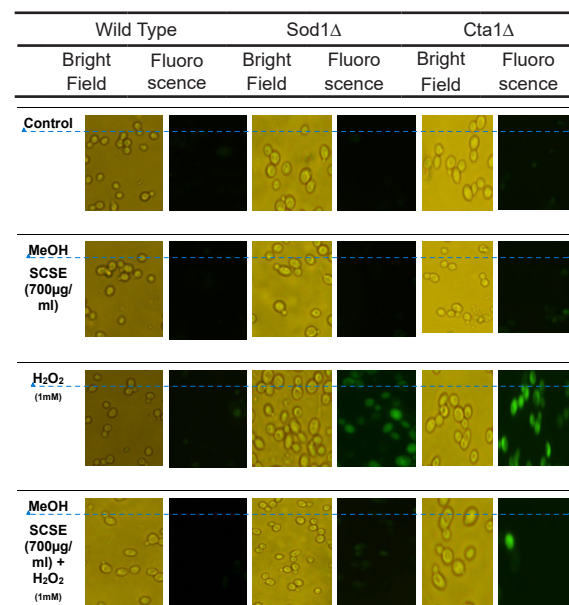 Wild Type Sod1Δ Cta1Δ
Bright Fluoro Bright Fluoro Bright Fluoro
Field scence Field scence Field scence
Control
MeOH
SCSE
(700µg/
ml)
H₂O₂
(1mM)
MeOH
SCSE
(700µg/
ml) +
H₂O₂
(1mM)